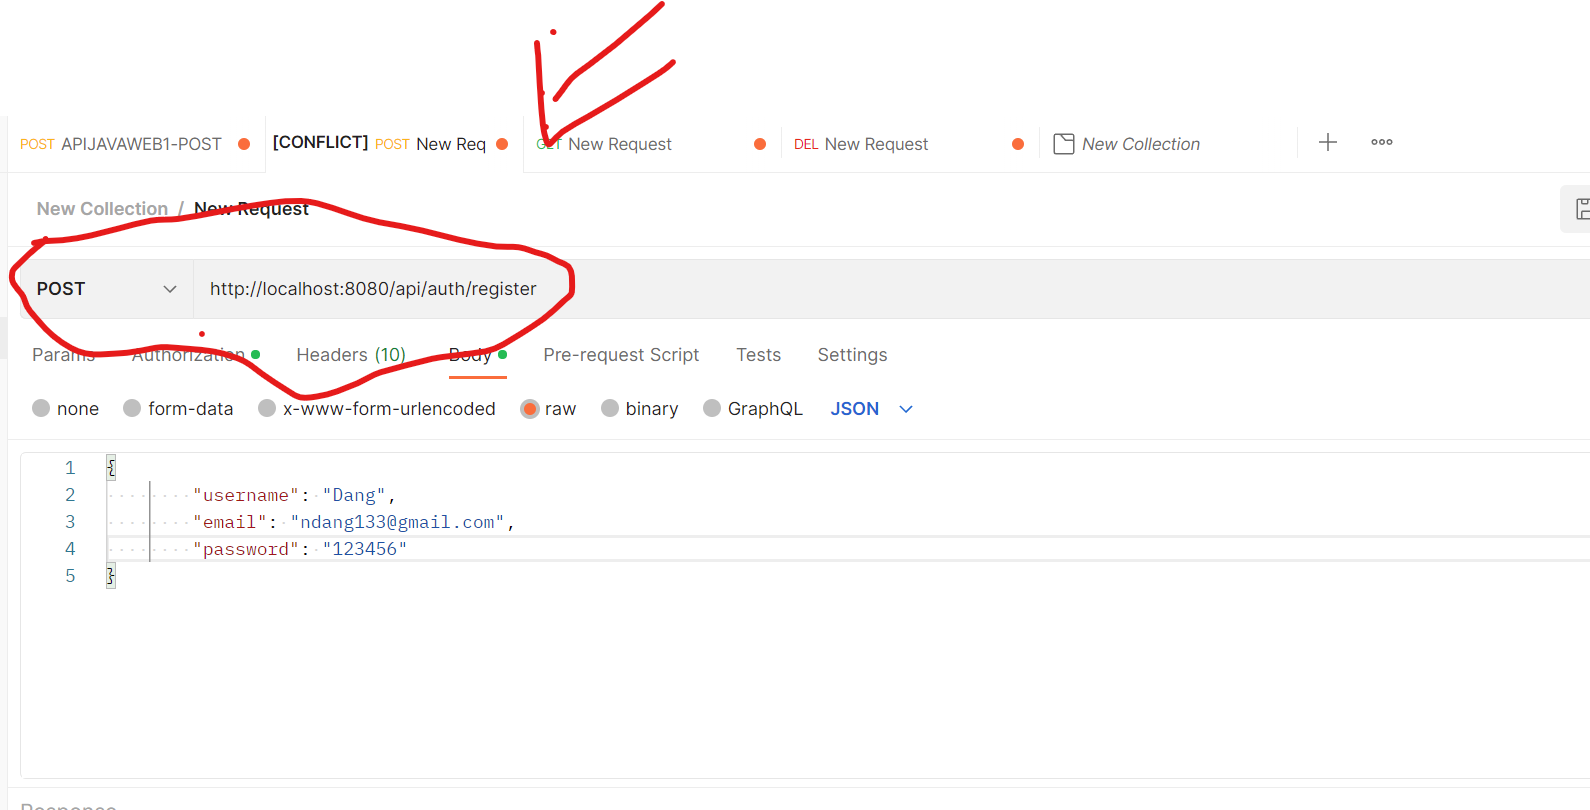 POST APIJAVAWEB1-POST [CONFLICT] POST New Req GET New Request DEL New Request New Collection + ooo
New Collection / New Request
POST http://localhost:8080/api/auth/register
Params Authorization Headers (10) Body Pre-request Script Tests Settings
none form-data x-www-form-urlencoded raw binary GraphQL JSON
1 {
2 "username": "Dang",
3 "email": "ndang133@gmail.com",
4 "password": "123456"
5 }
Response